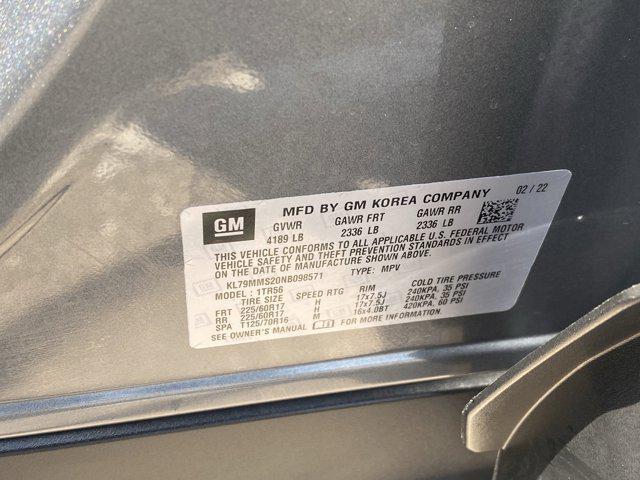 GM
MFD BY GM KOREA COMPANY 02 / 22
GVWR GAWR FRT GAWR RR
4189 LB 2336 LB 2336 LB
THIS VEHICLE CONFORMS TO ALL APPLICABLE U.S. FEDERAL MOTOR
VEHICLE SAFETY AND THEFT PREVENTION STANDARDS IN EFFECT
ON THE DATE OF MANUFACTURE SHOWN ABOVE.
KL79MMS20NB098571 TYPE: MPV
MODEL: 1TR56
TIRE SIZE SPEED RTG RIM COLD TIRE PRESSURE
FRT 225/60R17 H 17x7.5J 240KPA, 35 PSI
RR 225/60R17 H 17x7.5J 240KPA, 35 PSI
SPA T125/70R16 M 16x4.0BT 420KPA, 60 PSI
SEE OWNER'S MANUAL FOR MORE INFORMATION.